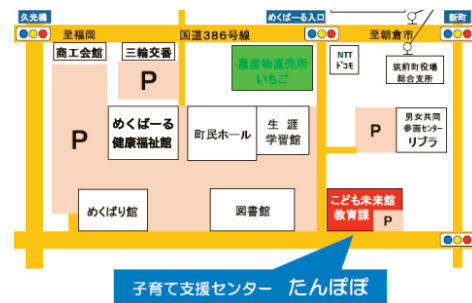 久光橋
めくばーる入口
新町
至福岡
国道386号線
至朝倉市
商工会館
三輪交番
農産物直売所
いちご
NTT
ドコモ
筑前町役場
総合支所
P
P
めくばーる
健康福祉館
町民ホール
生涯
学習館
P
男女共同
参画センター
リブラ
めくばり館
図書館
こども未来館
教育課
P
子育て支援センター たんぽぽ